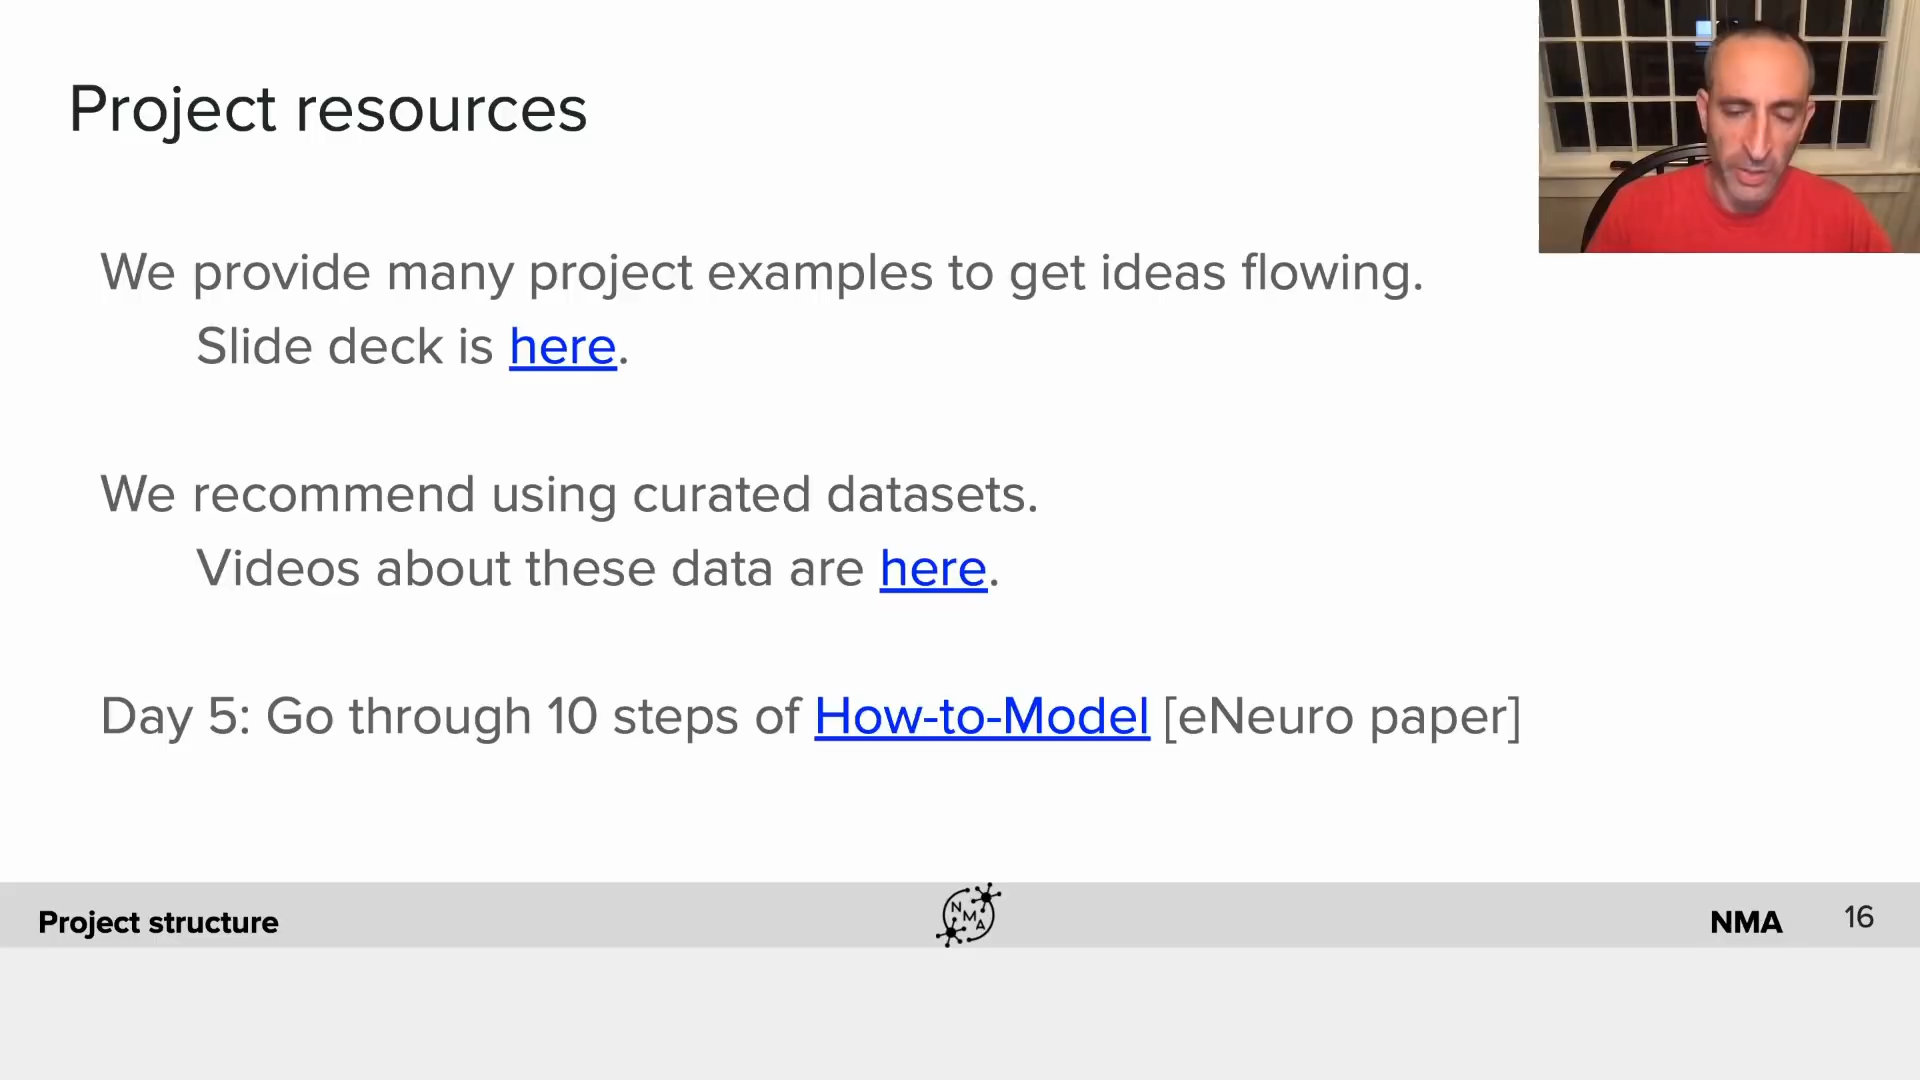 Project resources
We provide many project examples to get ideas flowing.
Slide deck is here.
We recommend using curated datasets.
Videos about these data are here.
Day 5: Go through 10 steps of How-to-Model [eNeuro paper]
Project structure
NMA
NMA
16